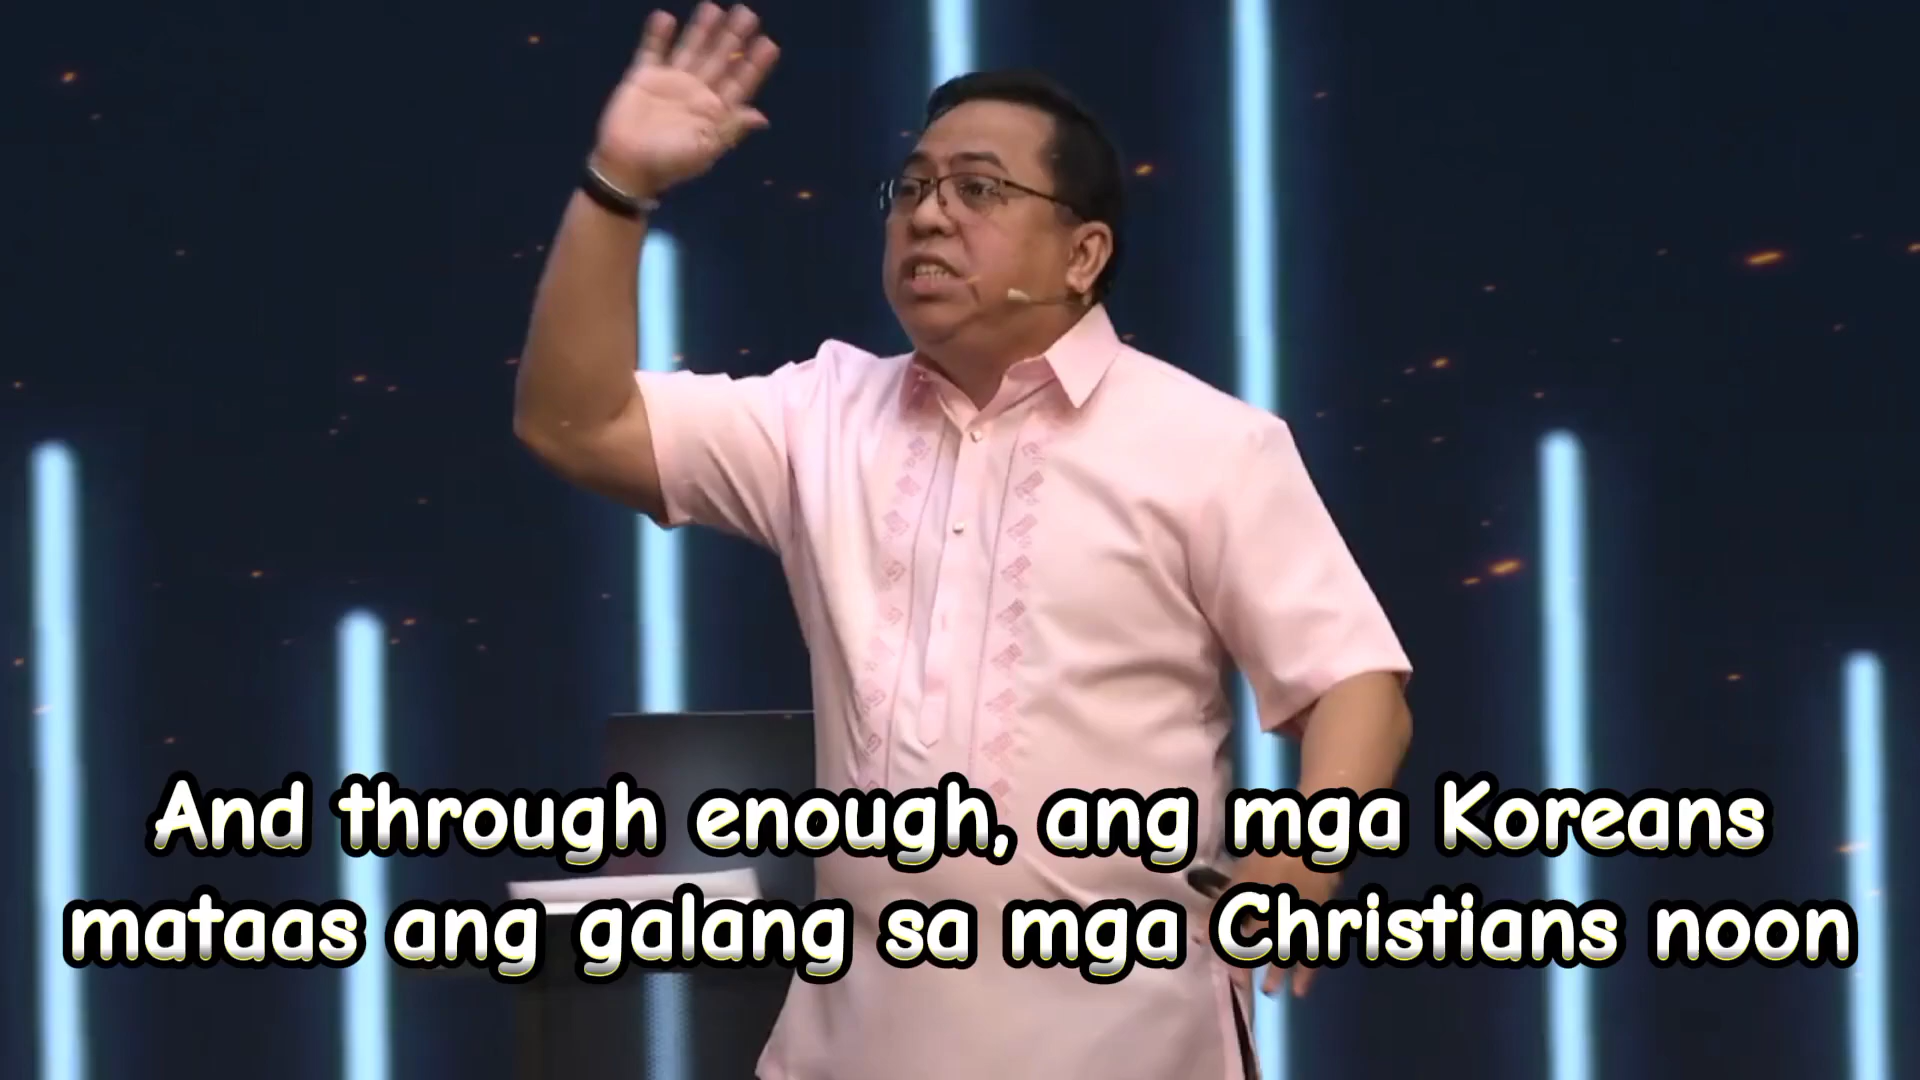 And through enough, ang mga Koreans
mataas ang galang sa mga Christians noon